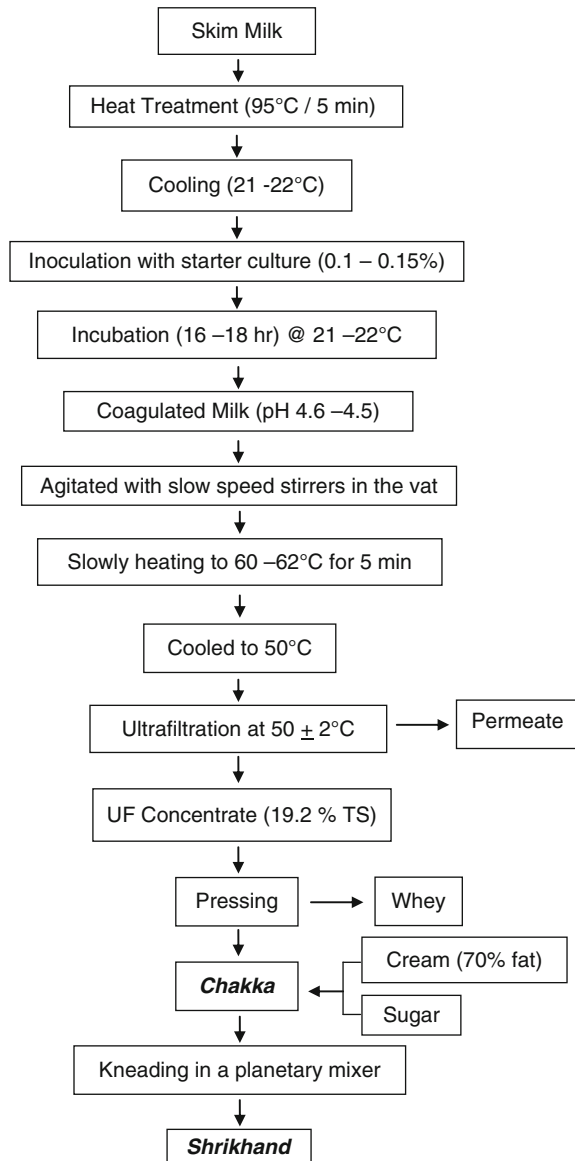 Skim Milk
Heat Treatment (95°C / 5 min)
Cooling (21 -22°C)
Inoculation with starter culture (0.1 – 0.15%)
Incubation (16 –18 hr) @ 21 –22°C
Coagulated Milk (pH 4.6 –4.5)
Agitated with slow speed stirrers in the vat
Slowly heating to 60 –62°C for 5 min
Cooled to 50°C
Ultrafiltration at 50 ± 2°C
Permeate
UF Concentrate (19.2 % TS)
Pressing
Whey
Cream (70% fat)
Chakka
Sugar
Kneading in a planetary mixer
Shrikhand